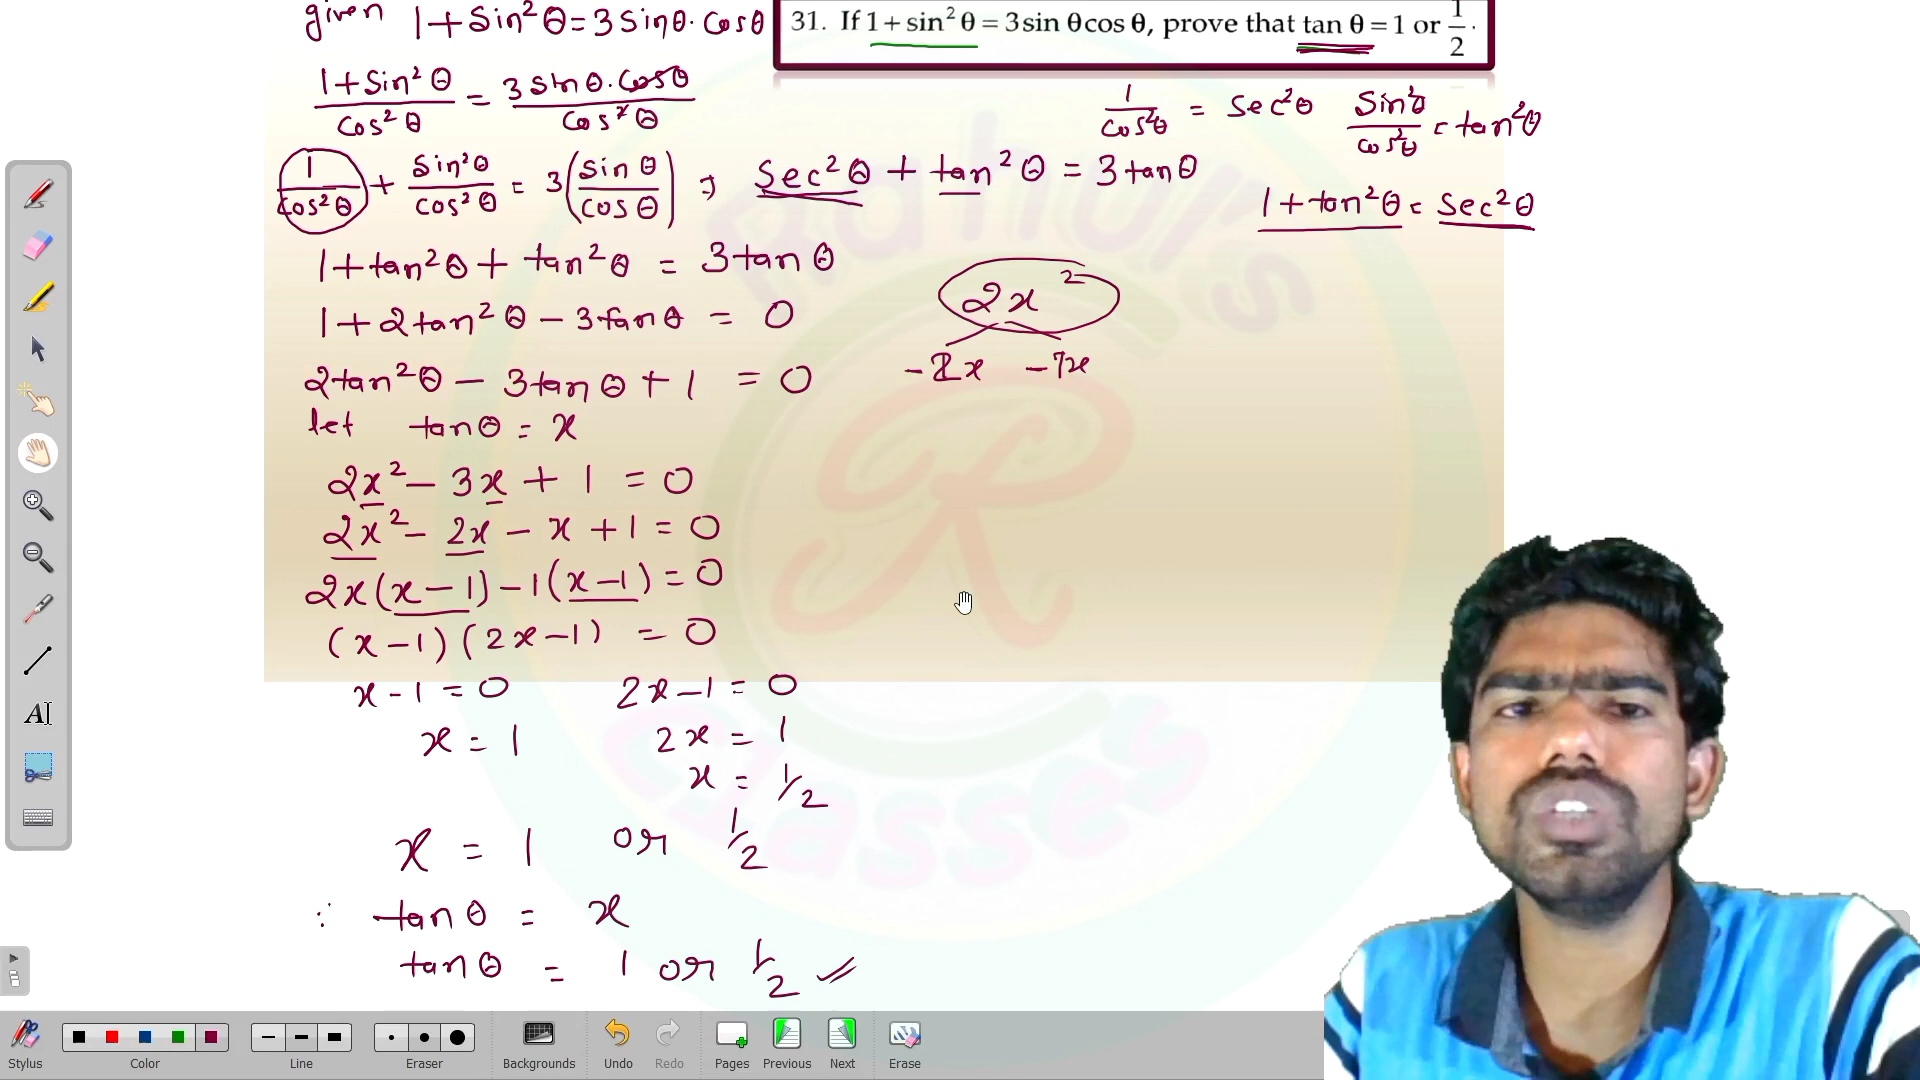 given 1+Sin²θ=3Sinθ·Cosθ
31. If 1+sin²θ=3sin θcos θ, prove that tan θ=1 or 1/2.
(1+Sin²θ)/(Cos²θ) = (3Sinθ·Cosθ)/(Cos²θ)
1/(Cos²θ) = Sec²θ Sin²θ/cos²θ = tan²θ
1/(Cos²θ) + Sin²θ/Cos²θ = 3(Sinθ/Cosθ) ⇒ Sec²θ + tan²θ = 3tanθ
1+tan²θ = Sec²θ
1+tan²θ + tan²θ = 3tanθ
1+2tan²θ − 3tanθ = 0
2x²
-2x -1x
2tan²θ − 3tanθ + 1 = 0
let tanθ = x
2x² − 3x + 1 = 0
2x² − 2x − x + 1 = 0
2x(x−1) −1(x−1) = 0
(x−1)(2x−1) = 0
x-1 = 0 2x−1 = 0
x = 1 2x = 1
x = 1/2
x = 1 or 1/2
∵ tanθ = x
tanθ = 1 or 1/2
Rahul's
R
Classes
Stylus Color Line Eraser Backgrounds Undo Redo Pages Previous Next Erase